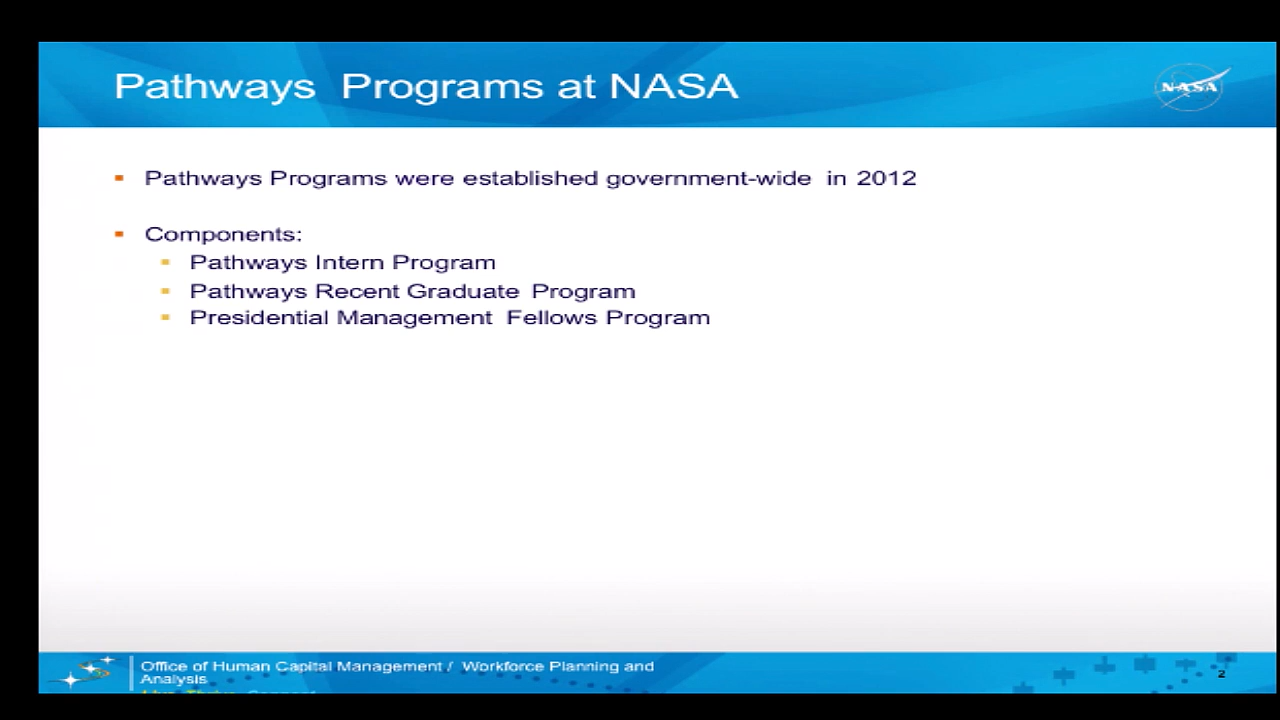 Pathways Programs at NASA
NASA
Pathways Programs were established government-wide in 2012
Components:
Pathways Intern Program
Pathways Recent Graduate Program
Presidential Management Fellows Program
Office of Human Capital Management / Workforce Planning and
Analysis
2